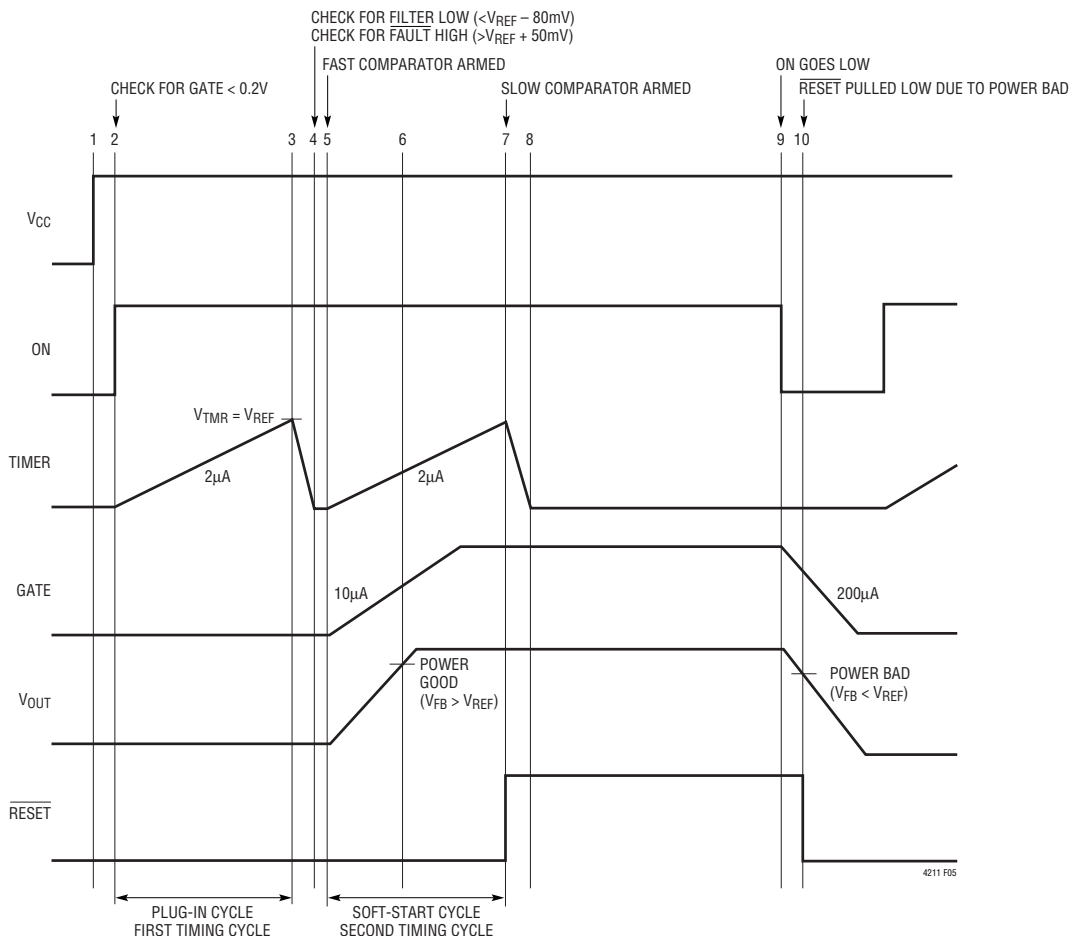 CHECK FOR FILTER LOW (<VREF – 80mV)
CHECK FOR FAULT HIGH (>VREF + 50mV)
FAST COMPARATOR ARMED
ON GOES LOW
CHECK FOR GATE < 0.2V
SLOW COMPARATOR ARMED
RESET PULLED LOW DUE TO POWER BAD
1 2 3 4 5 6 7 8 9 10
VCC
ON
VTMR = VREF
TIMER
2µA
2µA
GATE
10µA
200µA
VOUT
POWER
GOOD
(VFB > VREF)
POWER BAD
(VFB < VREF)
RESET
4211 F05
PLUG-IN CYCLE
FIRST TIMING CYCLE
SOFT-START CYCLE
SECOND TIMING CYCLE